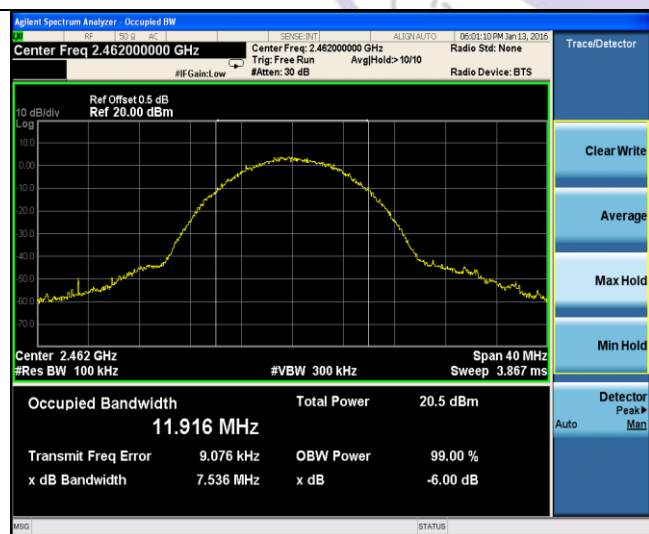 Agilent Spectrum Analyzer - Occupied BW
LXI RF 50 Ω AC SENSE:INT ALIGNAUTO 06:01:10 PM Jan 13, 2016
Center Freq 2.462000000 GHz
Center Freq: 2.462000000 GHz
Radio Std: None
Trig: Free Run Avg|Hold:>10/10
#IFGain:Low #Atten: 30 dB Radio Device: BTS
Trace/Detector
Ref Offset 0.5 dB
10 dB/div Ref 20.00 dBm
Log
10.0
0.00
-10.0
-20.0
-30.0
-40.0
-50.0
-60.0
-70.0
Clear Write
Average
Max Hold
Min Hold
Center 2.462 GHz Span 40 MHz
#Res BW 100 kHz #VBW 300 kHz Sweep 3.867 ms
Detector
Peak▶
Auto Man
Occupied Bandwidth Total Power 20.5 dBm
11.916 MHz
Transmit Freq Error 9.076 kHz OBW Power 99.00 %
x dB Bandwidth 7.536 MHz x dB -6.00 dB
MSG STATUS